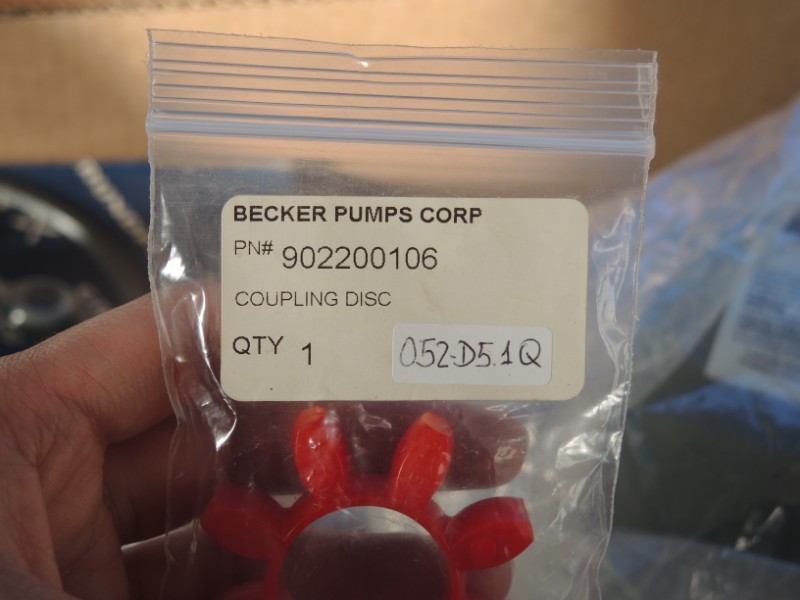 BECKER PUMPS CORP
PN# 902200106
COUPLING DISC
QTY 1
052-D5.1Q